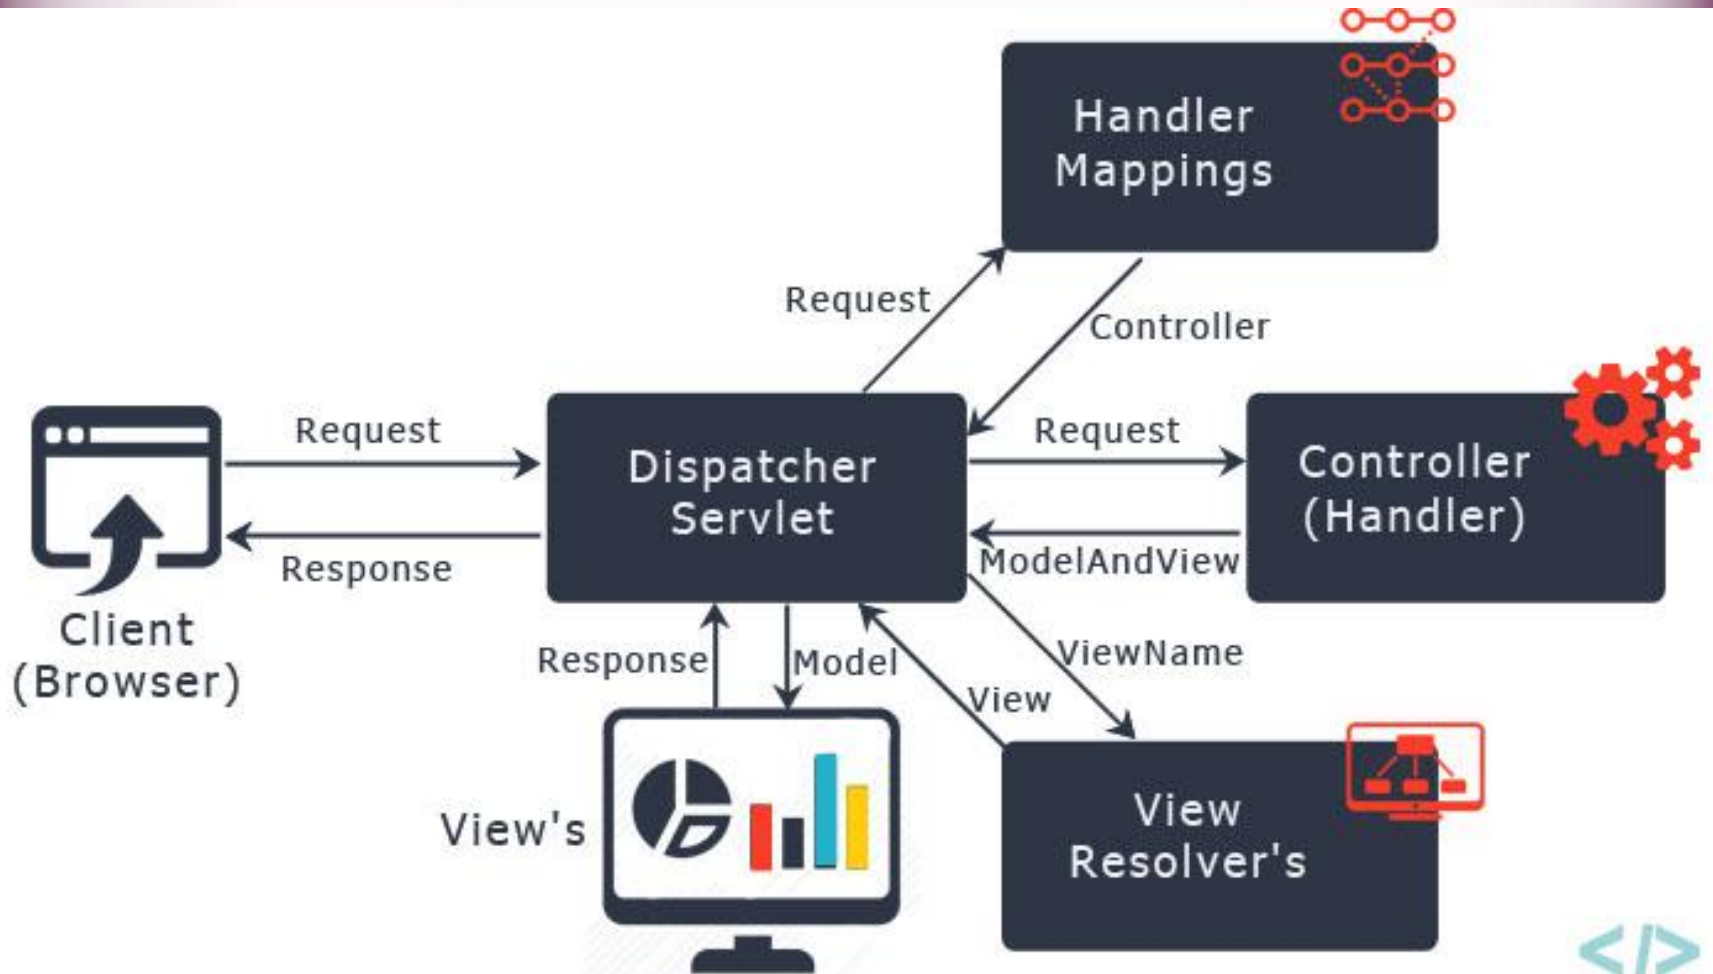 Handler
Mappings
Request
Controller
Request
Dispatcher
Servlet
Request
Controller
(Handler)
Response
ModelAndView
Client
(Browser)
Response
Model
ViewName
View
View's
View
Resolver's
</>